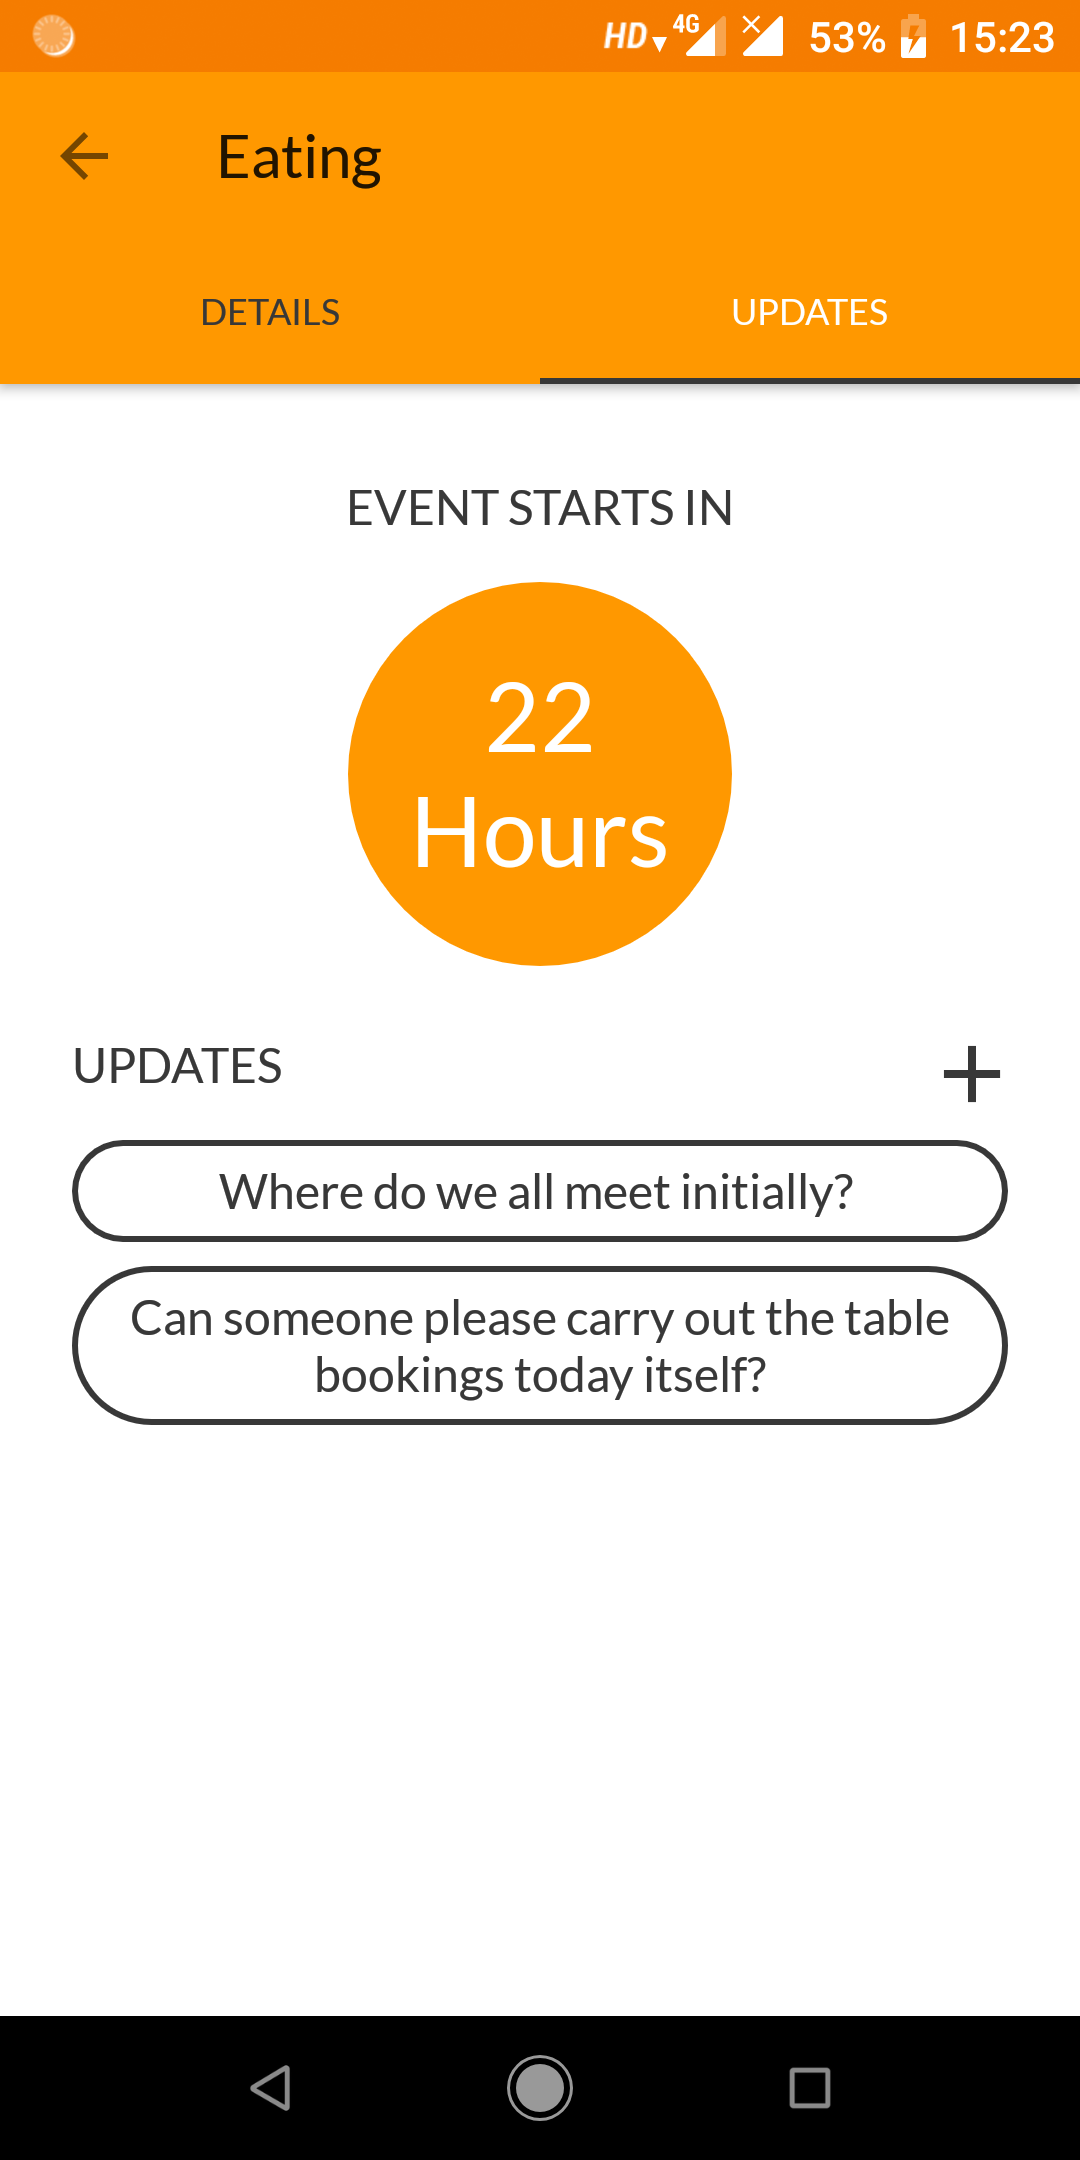 HD 4G 53% 15:23
Eating
DETAILS UPDATES
EVENT STARTS IN
22
Hours
UPDATES
Where do we all meet initially?
Can someone please carry out the table
bookings today itself?